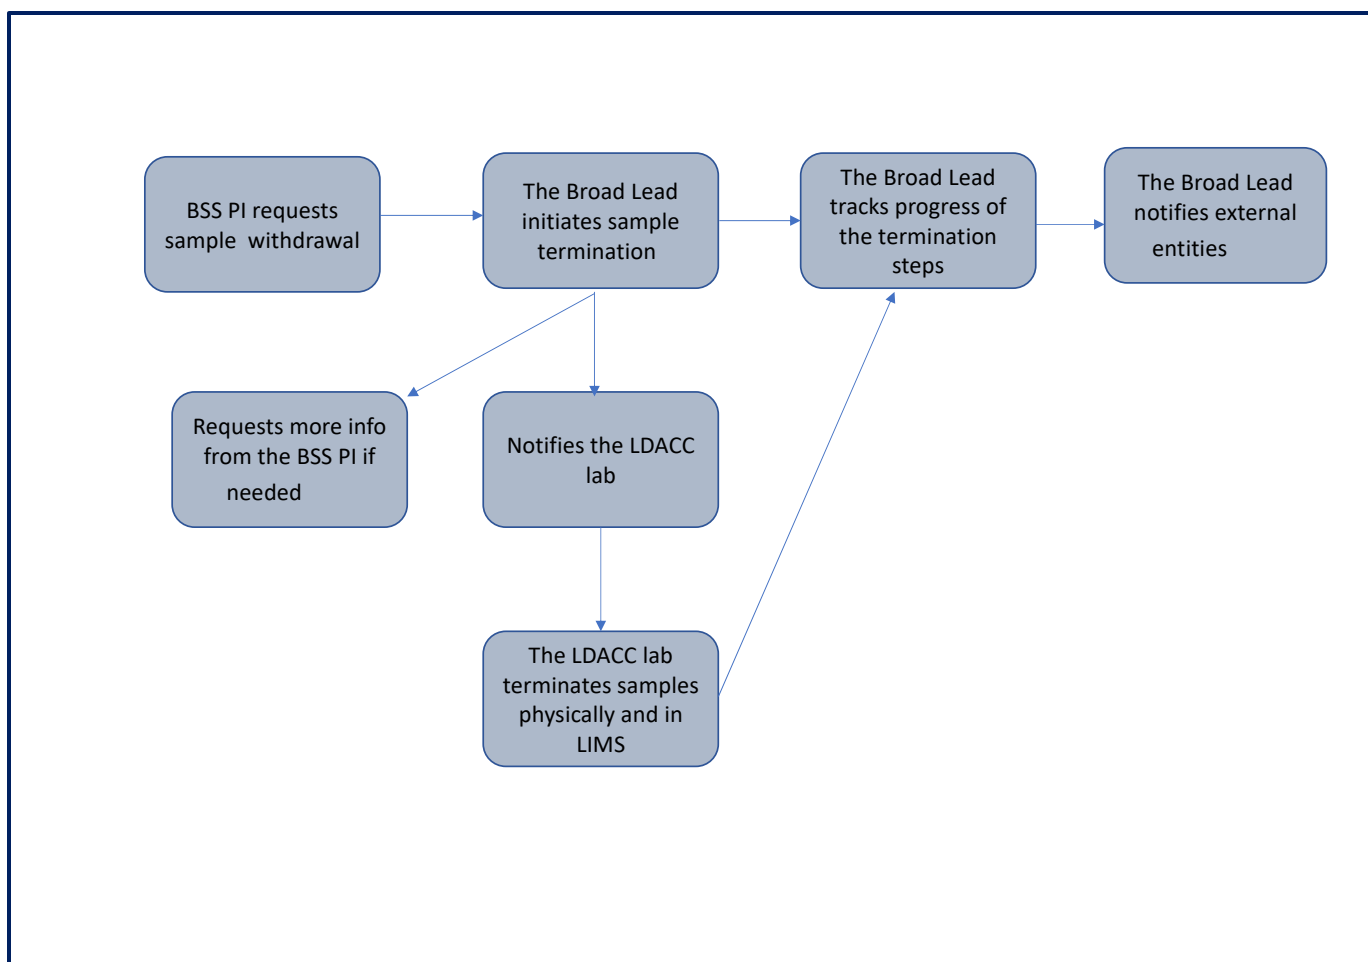 BSS PI requests
sample withdrawal
The Broad Lead
initiates sample
termination
The Broad Lead
tracks progress of
the termination
steps
The Broad Lead
notifies external
entities
Requests more info
from the BSS PI if
needed
Notifies the LDACC
lab
The LDACC lab
terminates samples
physically and in
LIMS